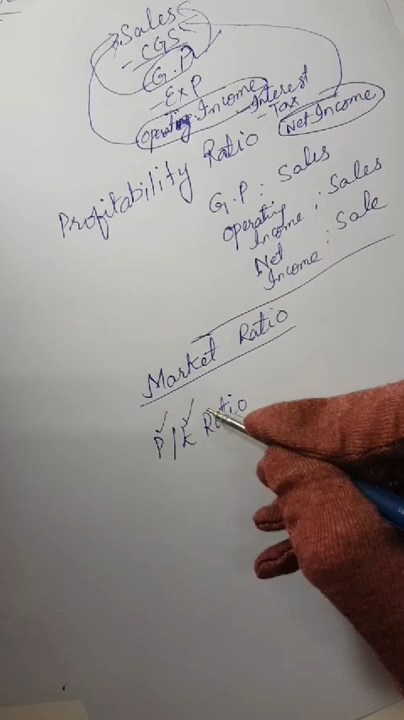 Sales
- CGS
G.P
- Exp
Operating Income
- Interest
- Tax
Net Income
Profitability Ratio
G.P : Sales
Operating
Income : Sales
Net
Income : Sale
Market Ratio
P/E Ratio